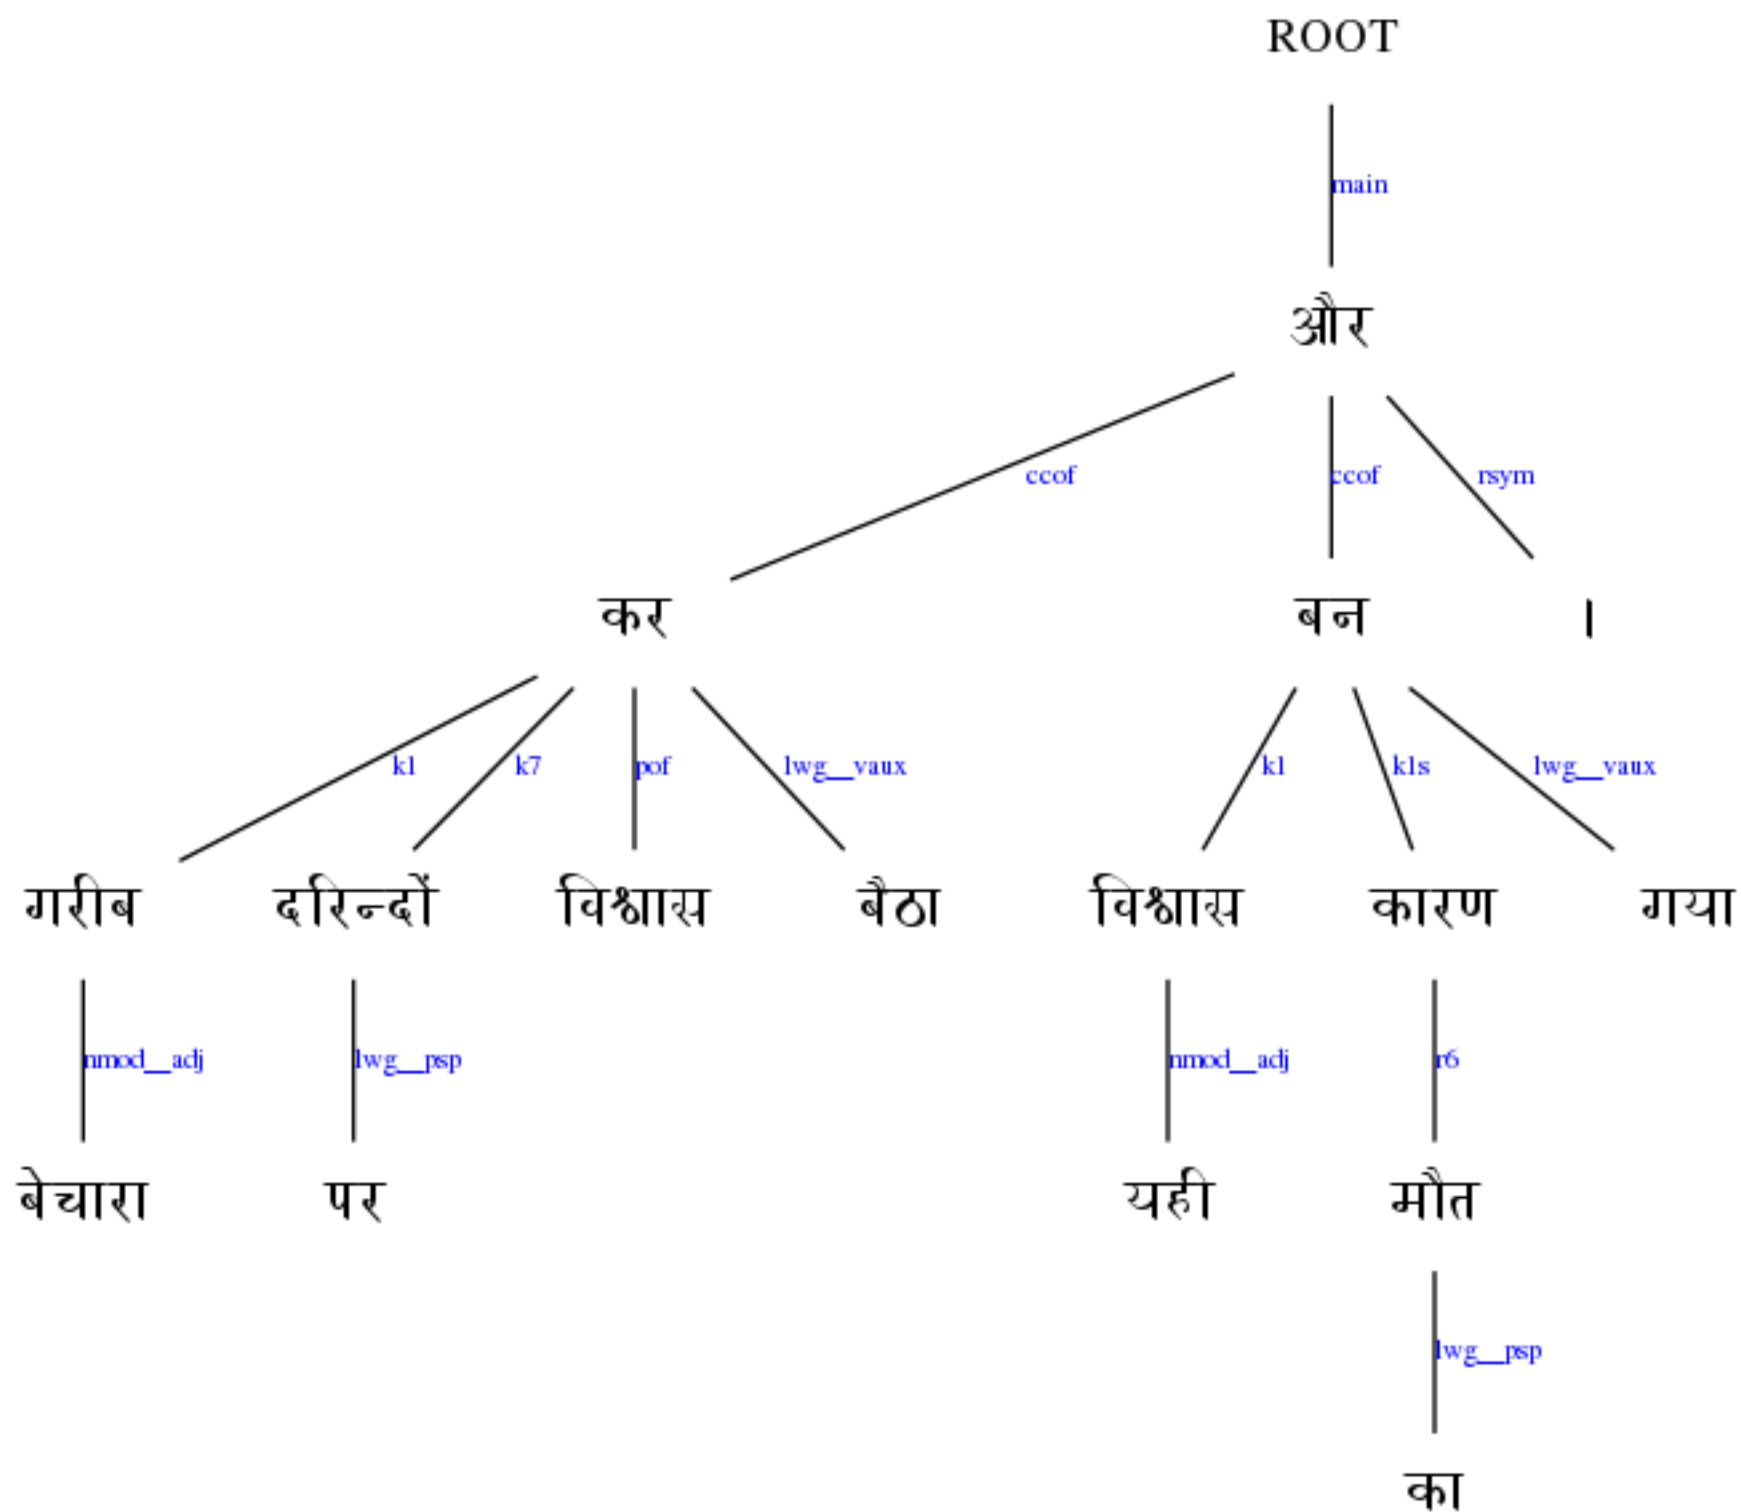 ROOT
main
और
ccof ccof rsym
कर बन ।
k1 k7 pof lwg__vaux k1 k1s lwg__vaux
गरीब दरिन्दों विश्वास बैठा विश्वास कारण गया
nmod__adj lwg__psp nmod__adj r6
बेचारा पर यही मौत
lwg__psp
का